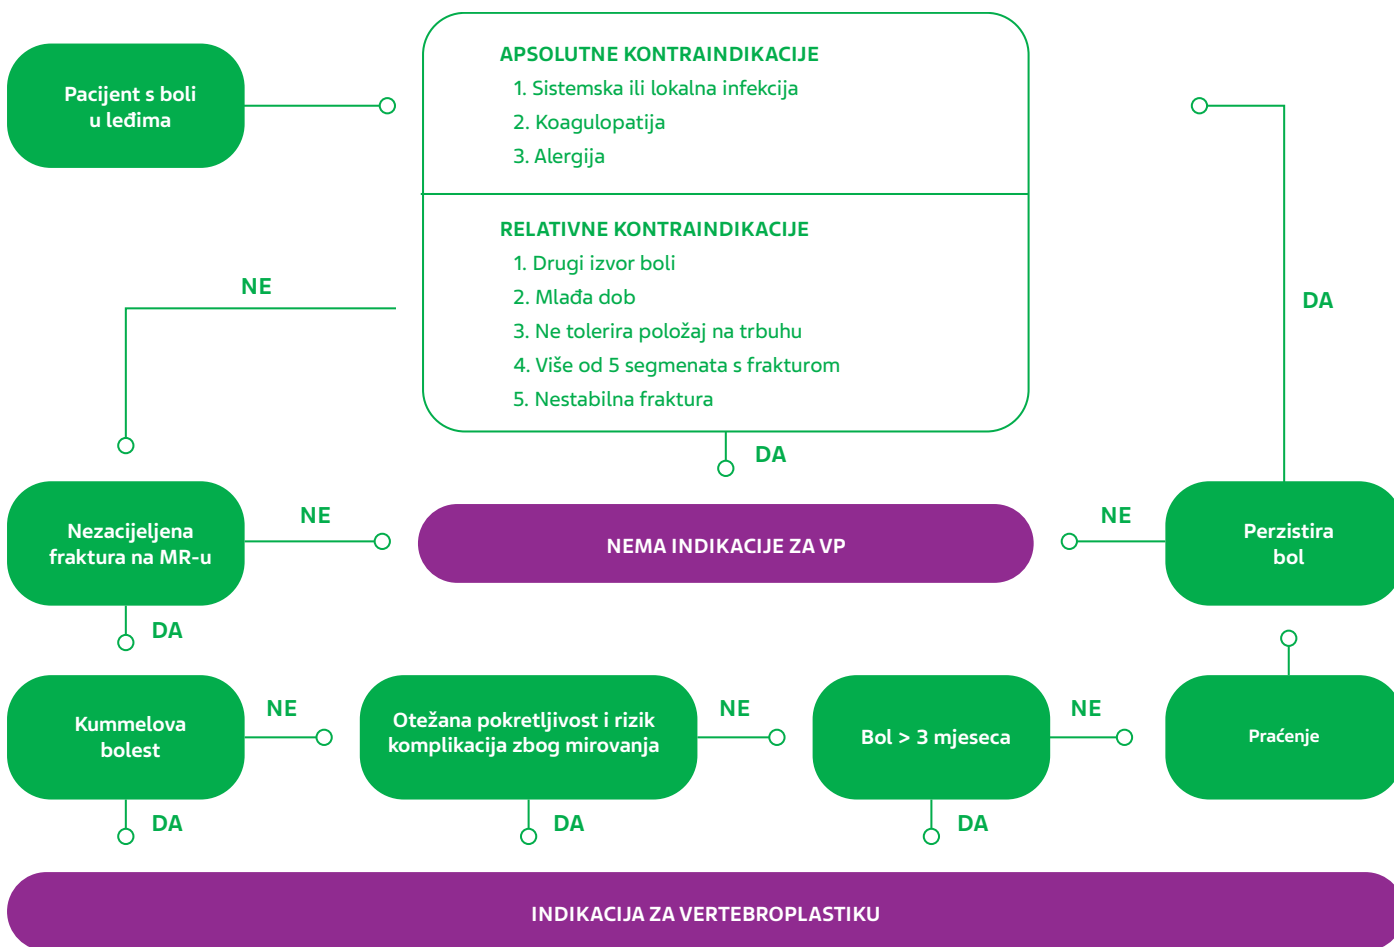 Pacijent s boli
u leđima
APSOLUTNE KONTRAINDIKACIJE
1. Sistemska ili lokalna infekcija
2. Koagulopatija
3. Alergija
RELATIVNE KONTRAINDIKACIJE
1. Drugi izvor boli
2. Mlađa dob
3. Ne tolerira položaj na trbuhu
4. Više od 5 segmenata s frakturom
5. Nestabilna fraktura
NE
DA
DA
Nezacijeljena
fraktura na MR-u
NE
NEMA INDIKACIJE ZA VP
NE
Perzistira
bol
DA
Kummelova
bolest
NE
Otežana pokretljivost i rizik
komplikacija zbog mirovanja
NE
Bol > 3 mjeseca
NE
Praćenje
DA
DA
DA
INDIKACIJA ZA VERTEBROPLASTIKU